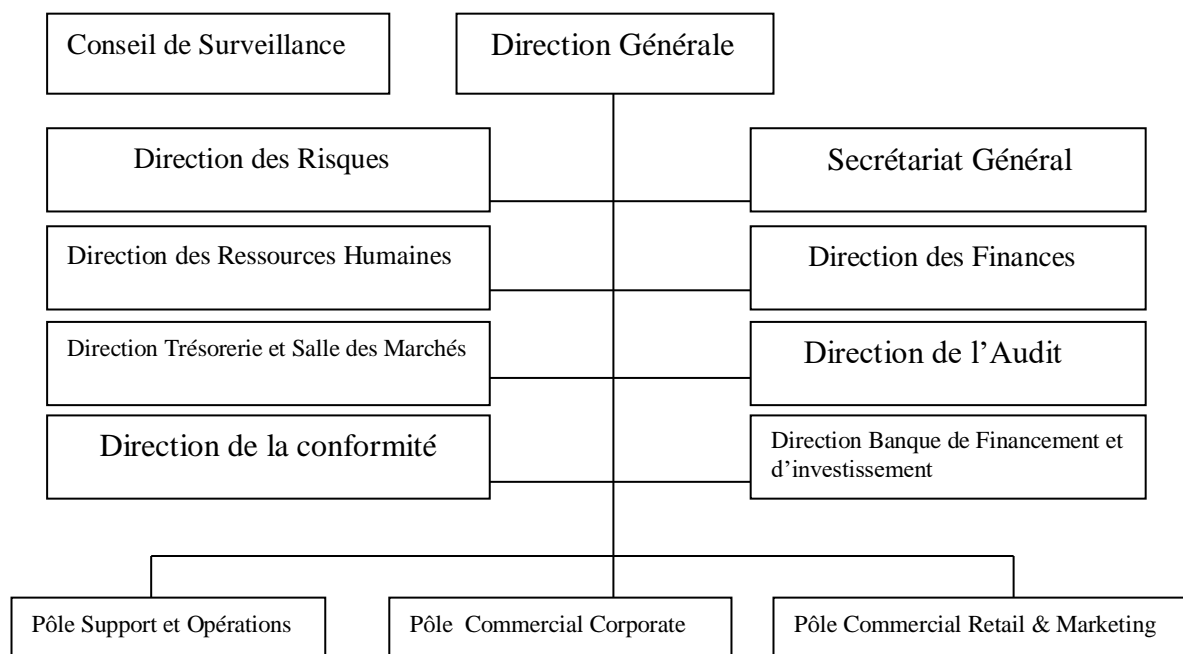 Conseil de Surveillance
Direction Générale
Direction des Risques
Secrétariat Général
Direction des Ressources Humaines
Direction des Finances
Direction Trésorerie et Salle des Marchés
Direction de l’Audit
Direction de la conformité
Direction Banque de Financement et
d’investissement
Pôle Support et Opérations
Pôle Commercial Corporate
Pôle Commercial Retail & Marketing